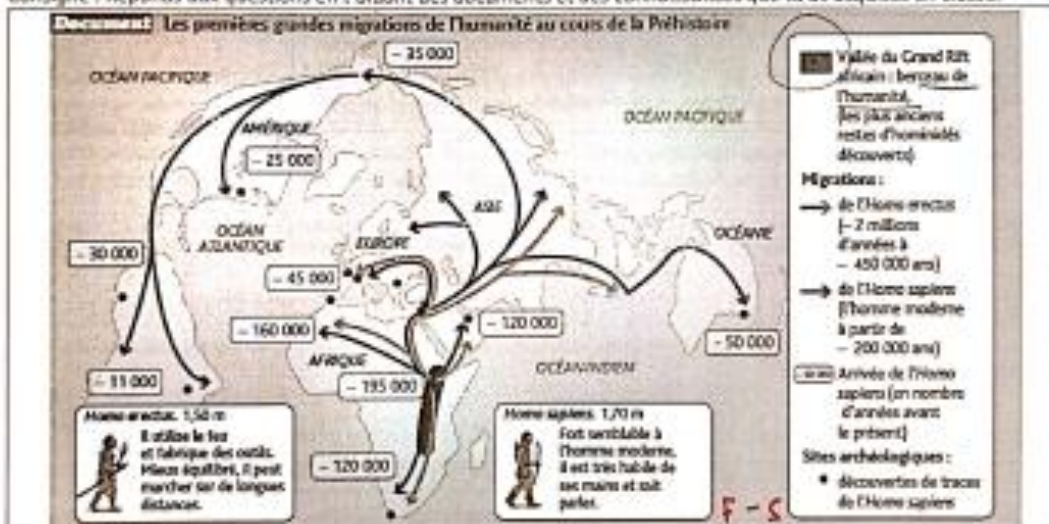 Document Les premières grandes migrations de l'humanité au cours de la Préhistoire
- 35 000
OCÉAN PACIFIQUE
OCÉAN PACIFIQUE
AMÉRIQUE
- 25 000
ASIE
OCÉAN
ATLANTIQUE
EUROPE
OCÉANIE
- 30 000
- 45 000
- 160 000
- 120 000
- 50 000
AFRIQUE
OCÉAN INDIEN
- 11 000
- 195 000
- 120 000
Homo erectus. 1,50 m
Il utilise le feu
et fabrique des outils.
Mieux équilibré, il peut
marcher sur de longues
distances.
Homo sapiens. 1,70 m
Fort semblable à
l'homme moderne,
il est très habile de
ses mains et sait
parler.
F - S
Vallée du Grand Rift
africain : berceau de
l'humanité,
(les plus anciens
restes d'hominidés
découverts)
Migrations :
de l'Homo erectus
(- 2 millions
d'années à
- 450 000 ans)
de l'Homo sapiens
(l'homme moderne
à partir de
- 200 000 ans)
Arrivée de l'Homo
sapiens (en nombre
d'années avant
le présent)
Sites archéologiques :
découvertes de traces
de l'Homo sapiens